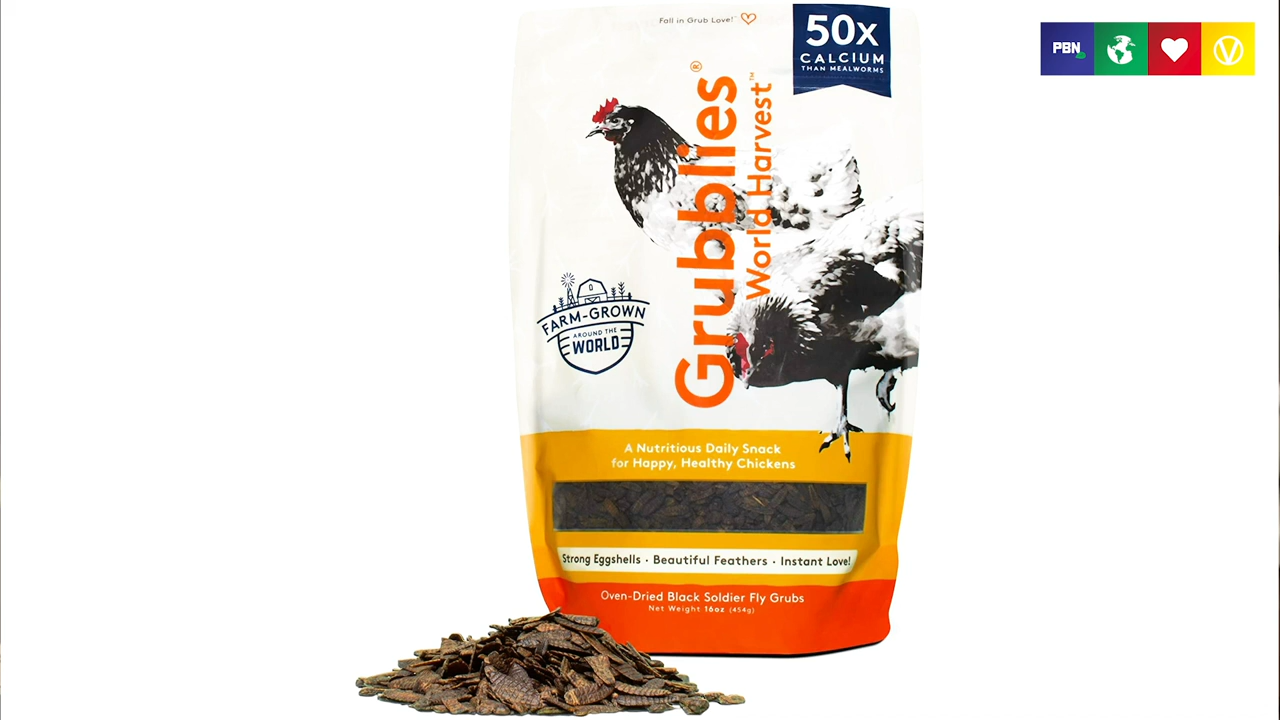 Fall in Grub Love!™
50x
CALCIUM
THAN MEALWORMS
PBN
Grubblies®
World Harvest™
FARM-GROWN
AROUND THE
WORLD
A Nutritious Daily Snack
for Happy, Healthy Chickens
Strong Eggshells · Beautiful Feathers · Instant Love!
Oven-Dried Black Soldier Fly Grubs
Net Weight 16oz (454g)